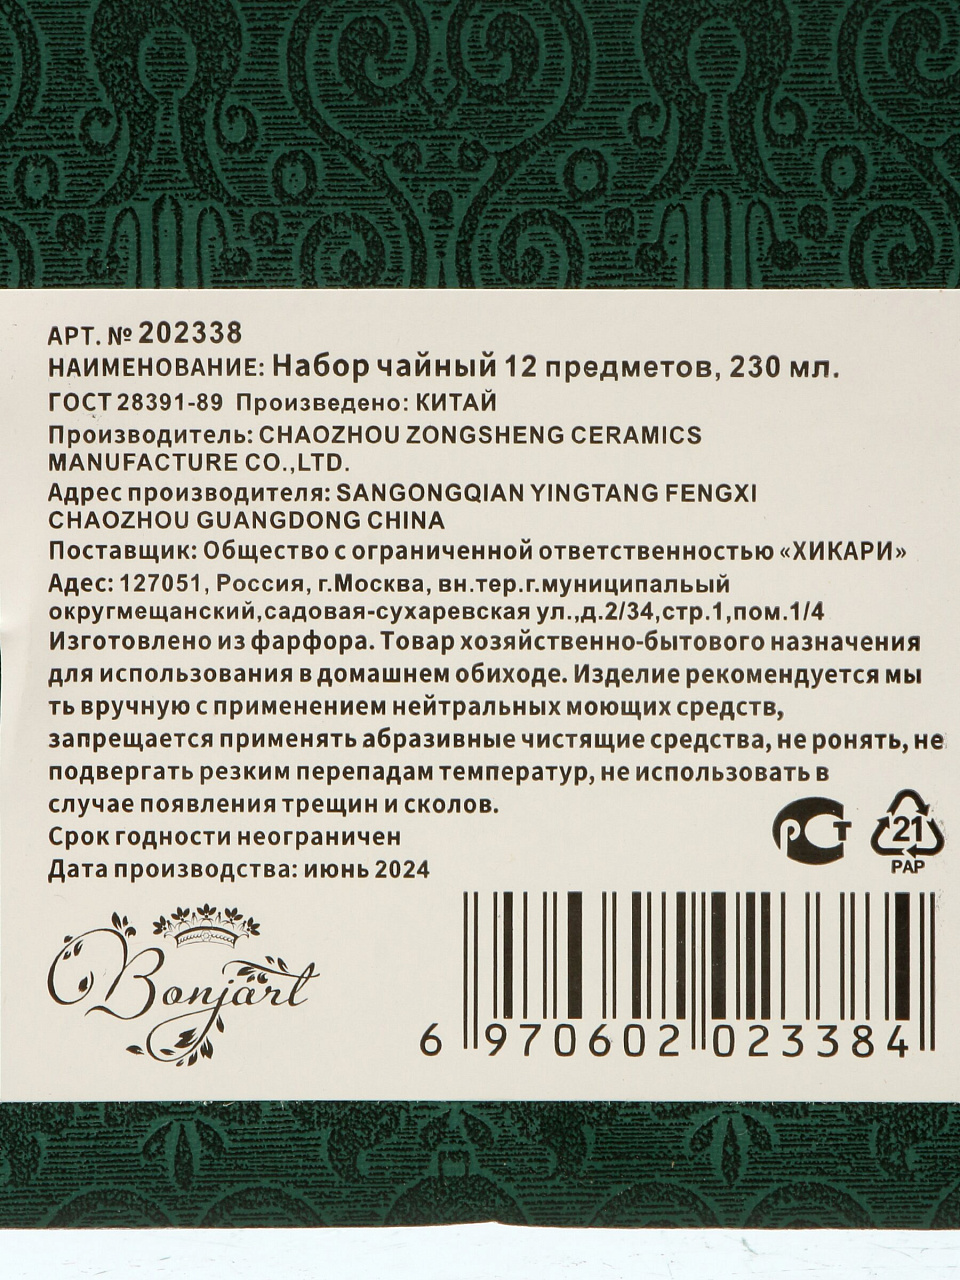 АРТ. № 202338
НАИМЕНОВАНИЕ: Набор чайный 12 предметов, 230 мл.
ГОСТ 28391-89 Произведено: КИТАЙ
Производитель: CHAOZHOU ZONGSHENG CERAMICS
MANUFACTURE CO.,LTD.
Адрес производителя: SANGONGQIAN YINGTANG FENGXI
CHAOZHOU GUANGDONG CHINA
Поставщик: Общество с ограниченной ответственностью «ХИКАРИ»
Адес: 127051, Россия, г.Москва, вн.тер.г.муниципальый
округмещанский,садовая-сухаревская ул.,д.2/34,стр.1,пом.1/4
Изготовлено из фарфора. Товар хозяйственно-бытового назначения
для использования в домашнем обиходе. Изделие рекомендуется мы
ть вручную с применением нейтральных моющих средств,
запрещается применять абразивные чистящие средства, не ронять, не
подвергать резким перепадам температур, не использовать в
случае появления трещин и сколов.
Срок годности неограничен
Дата производства: июнь 2024
РСТ
21
PAP
Bonjart
6 970602 023384